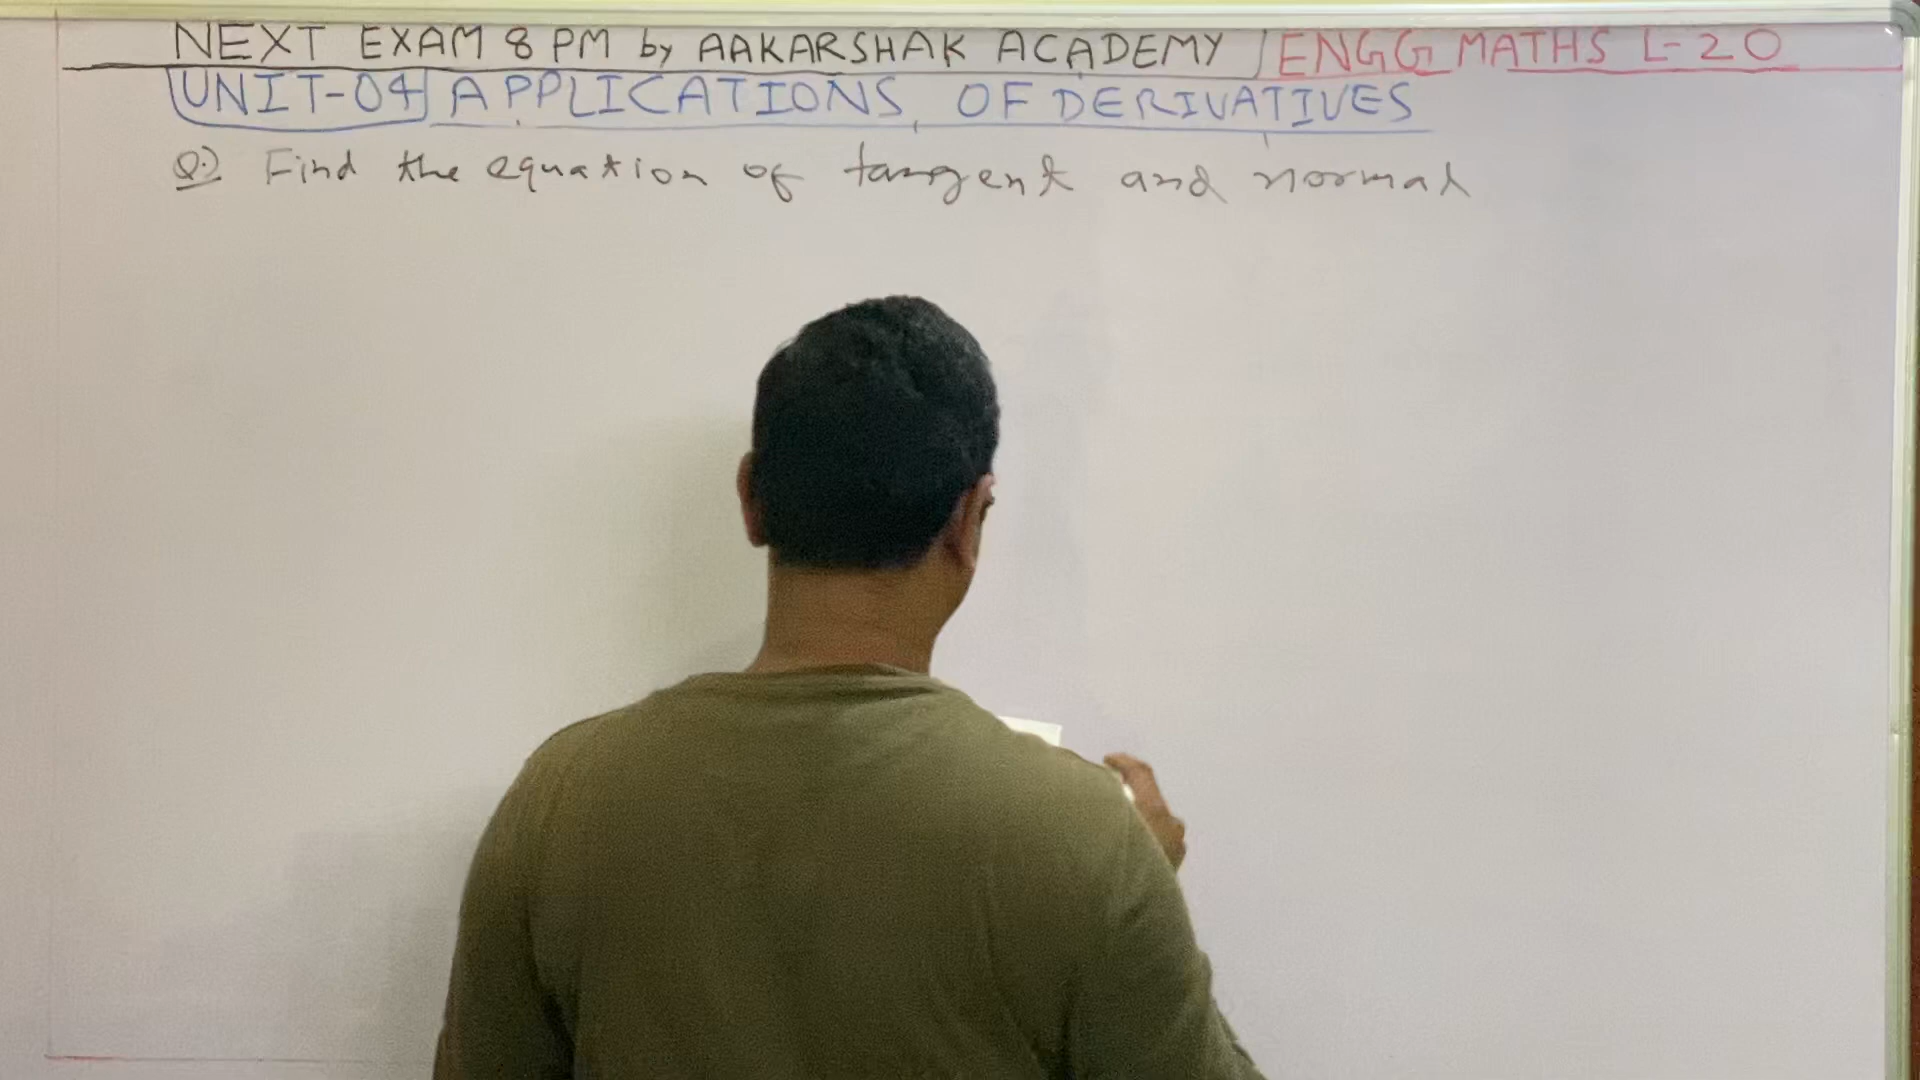 NEXT EXAM 8 PM by AAKARSHAK ACADEMY ENGG MATHS L-20
UNIT-04 APPLICATIONS OF DERIVATIVES
Q.) Find the equation of tangent and normal